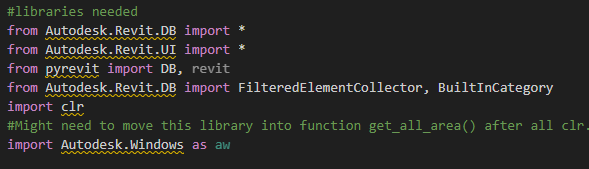 #libraries needed
from Autodesk.Revit.DB import *
from Autodesk.Revit.UI import *
from pyrevit import DB, revit
from Autodesk.Revit.DB import FilteredElementCollector, BuiltInCategory
import clr
#Might need to move this library into function get_all_area() after all clr.
import Autodesk.Windows as aw